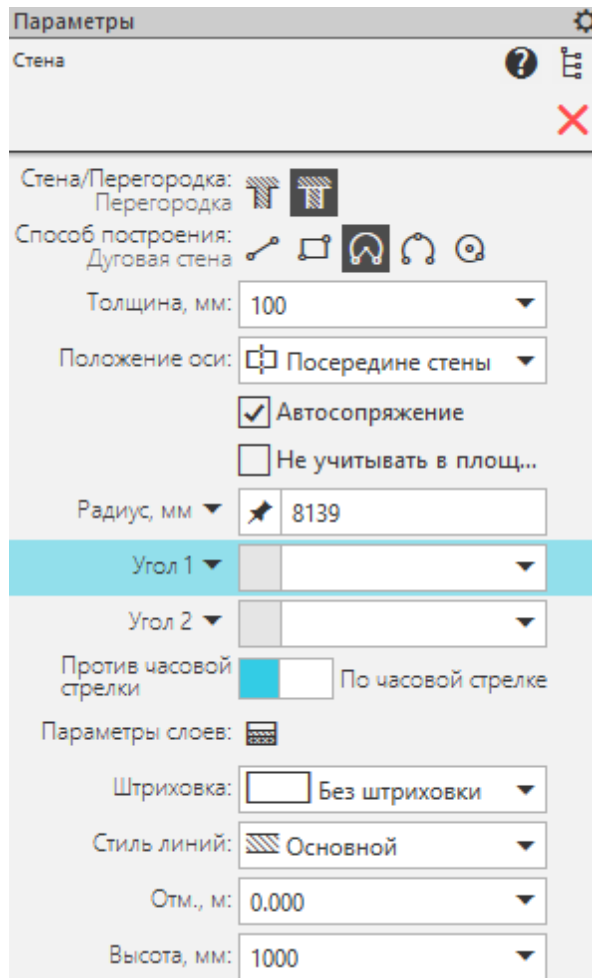 Параметры
Стена
Стена/Перегородка:
Перегородка
Способ построения:
Дуговая стена
Толщина, мм: 100
Положение оси: Посередине стены
Автосопряжение
Не учитывать в площ...
Радиус, мм 8139
Угол 1
Угол 2
Против часовой
стрелки
По часовой стрелке
Параметры слоев:
Штриховка: Без штриховки
Стиль линий: Основной
Отм., м: 0.000
Высота, мм: 1000